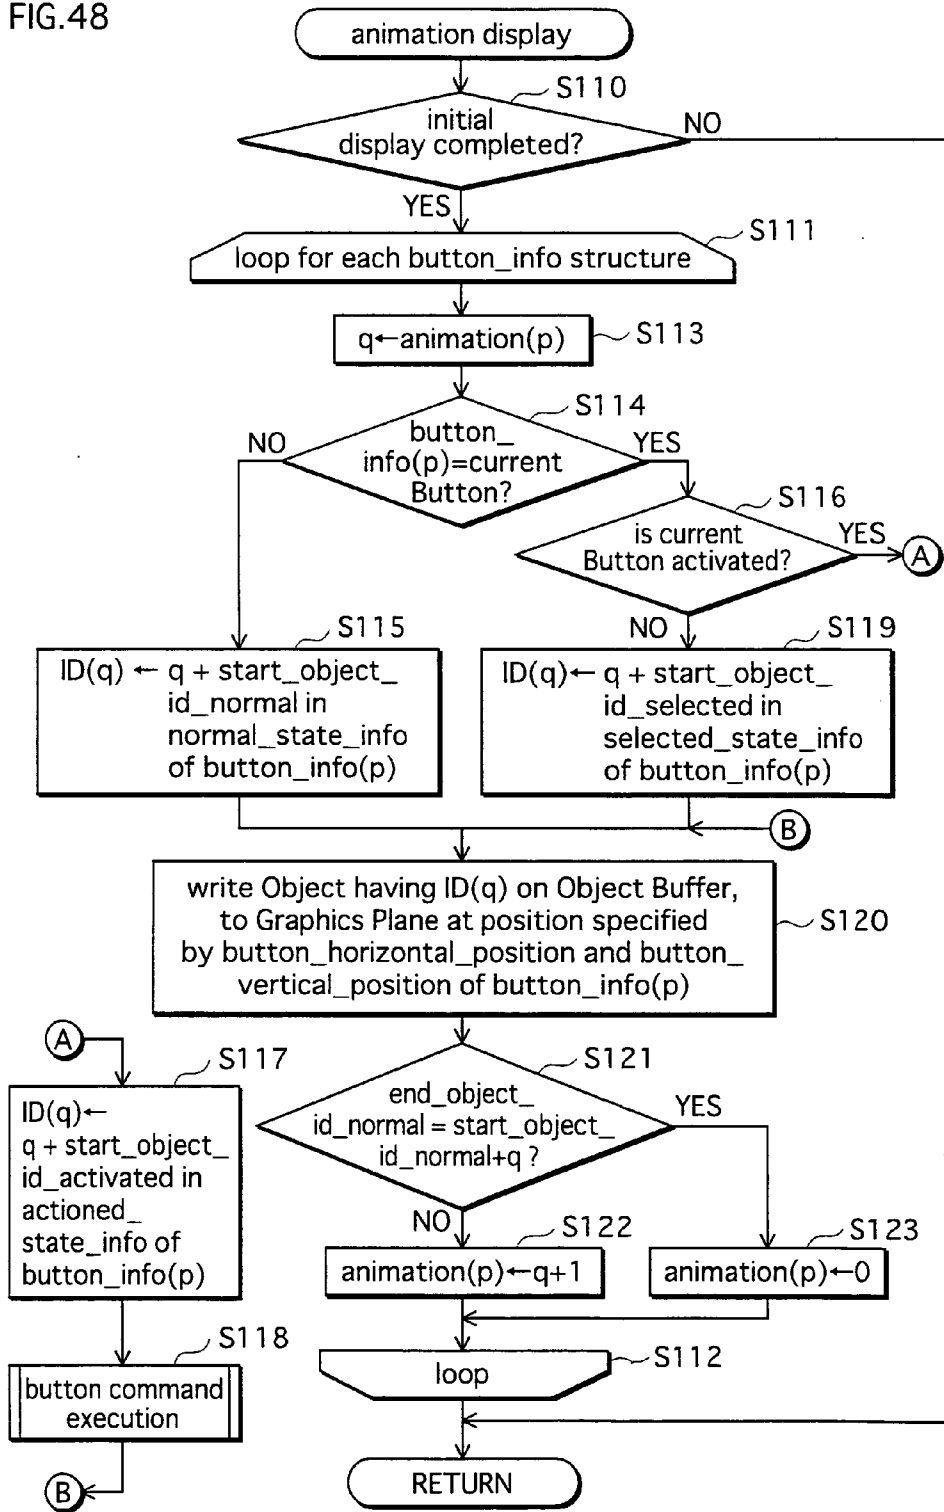 FIG.48
animation display
S110
initial
display completed?
NO
YES
S111
loop for each button_info structure
S113
q←animation(p)
S114
button_
info(p)=current
Button?
NO
YES
S116
is current
Button activated?
YES
A
NO
S115
ID(q) ← q + start_object_
id_normal in
normal_state_info
of button_info(p)
S119
ID(q)← q + start_object_
id_selected in
selected_state_info
of button_info(p)
B
write Object having ID(q) on Object Buffer,
to Graphics Plane at position specified
by button_horizontal_position and button_
vertical_position of button_info(p)
S120
A
S117
ID(q)←
q + start_object_
id_activated in
actioned_
state_info of
button_info(p)
S118
button command
execution
B
S121
end_object_
id_normal = start_object_
id_normal+q ?
YES
NO
S122
animation(p)←q+1
S123
animation(p)←0
S112
loop
RETURN